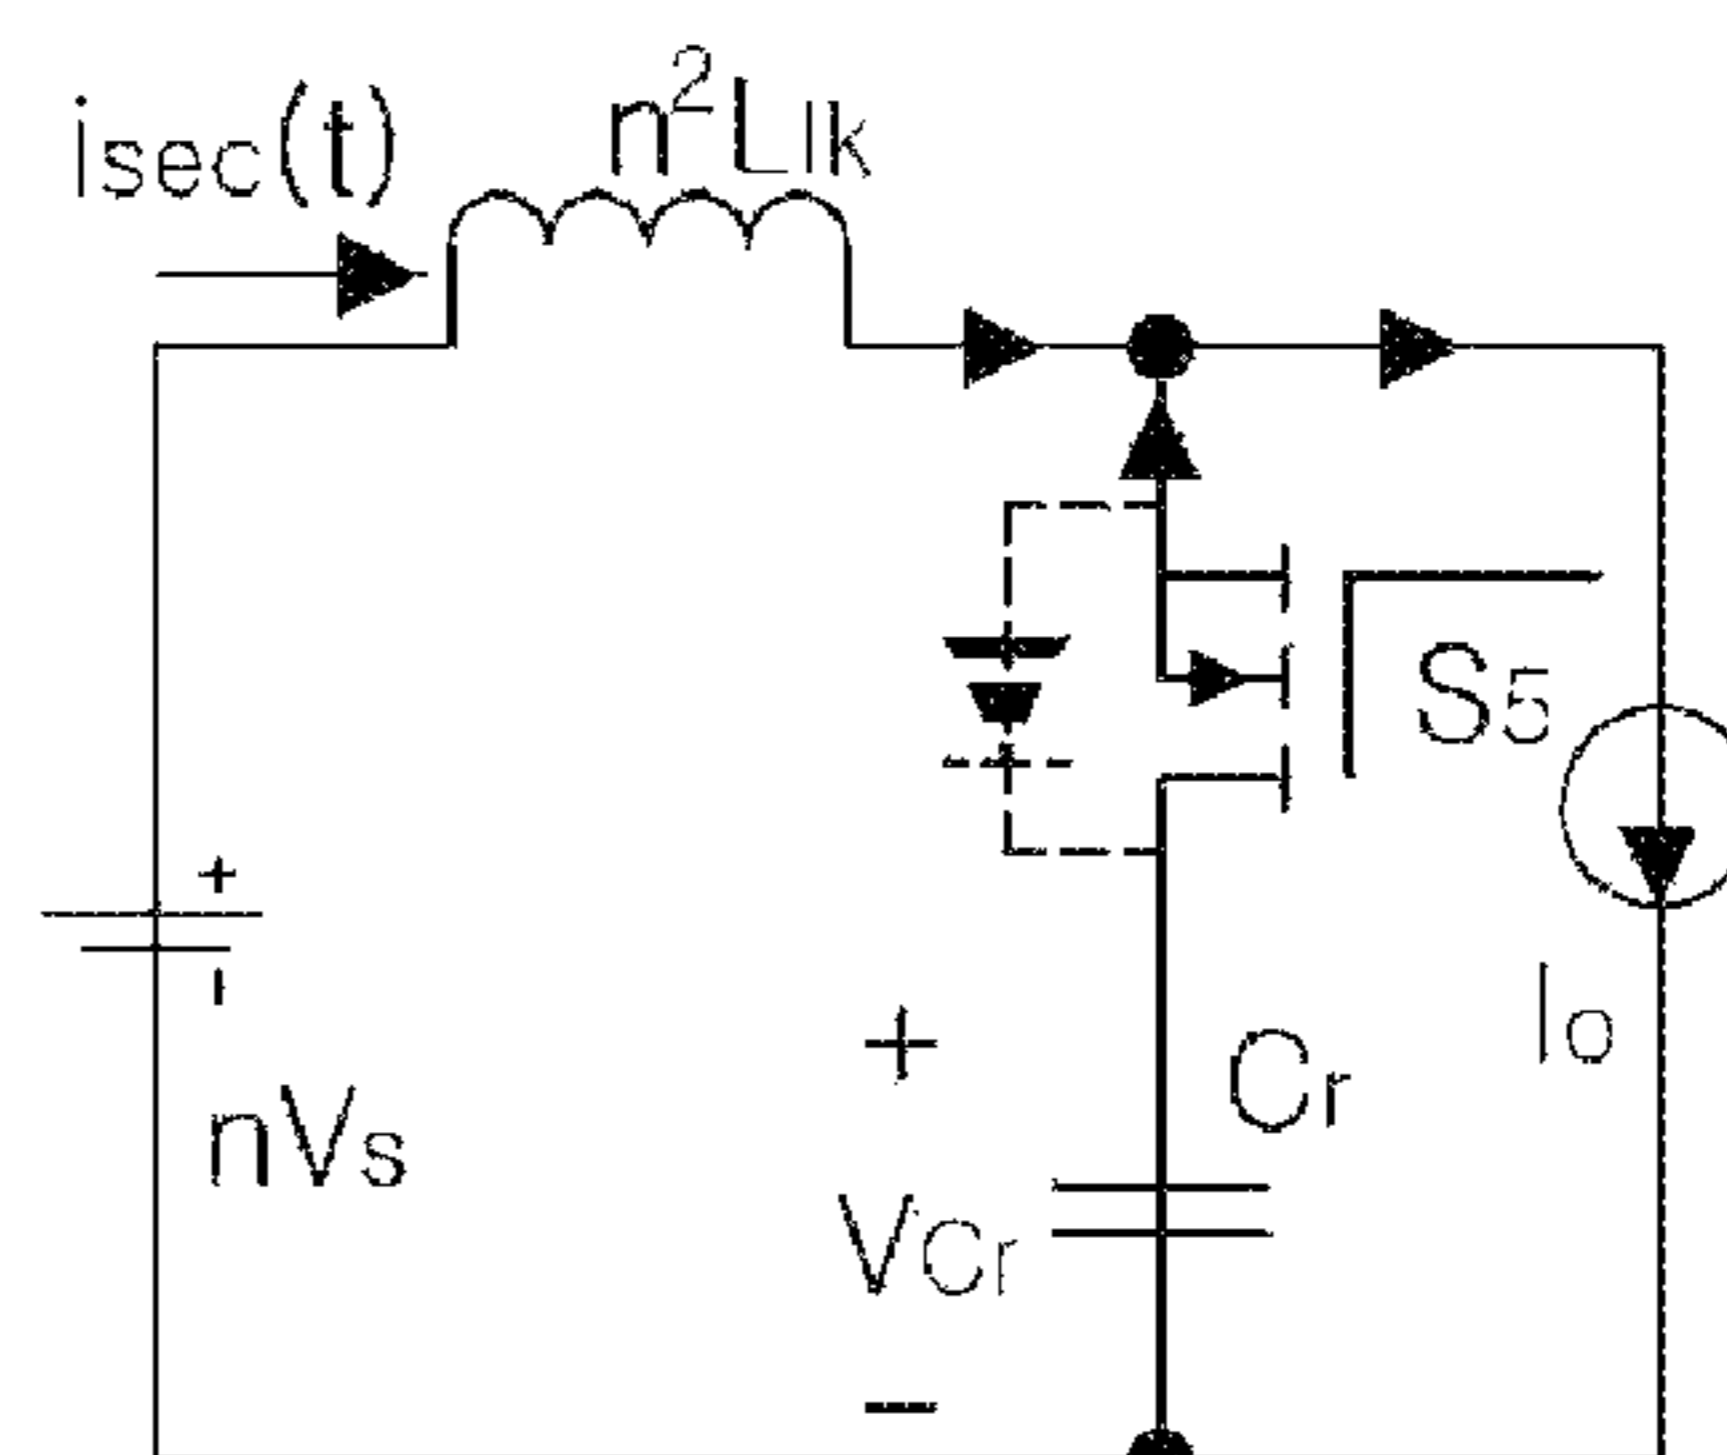 isec(t)
n²Llk
S5
+
-
Io
+
Cr
nVs
VCr
-